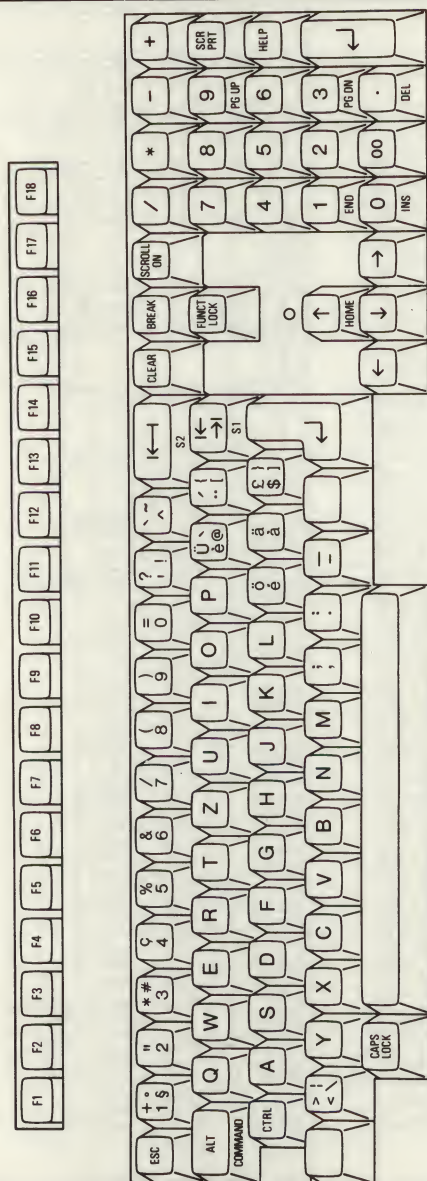 F1 F2 F3 F4 F5 F6 F7 F8 F9 F10 F11 F12 F13 F14 F15 F16 F17 F18
ESC + ° " * # ç % & / ( ) = ? ` ~ |← CLEAR BREAK SCROLL / * - +
1 § 2 3 4 5 6 7 8 9 0 ' ! ^ S2 ON
ALT Q W E R T Z U I O P Ü ` ´ { |← FUNCT 7 8 9 SCR
è @ ¨ [ →| LOCK PG UP PRT
COMMAND S1
CTRL A S D F G H J K L ö ä £ } ↵ 4 5 6 HELP
é à $ ]
> ¦ Y X C V B N M ; : _ ↑ 1 2 3 ↵
< \ , . - HOME END PG DN
CAPS ← ↓ → 0 00 .
LOCK INS DEL